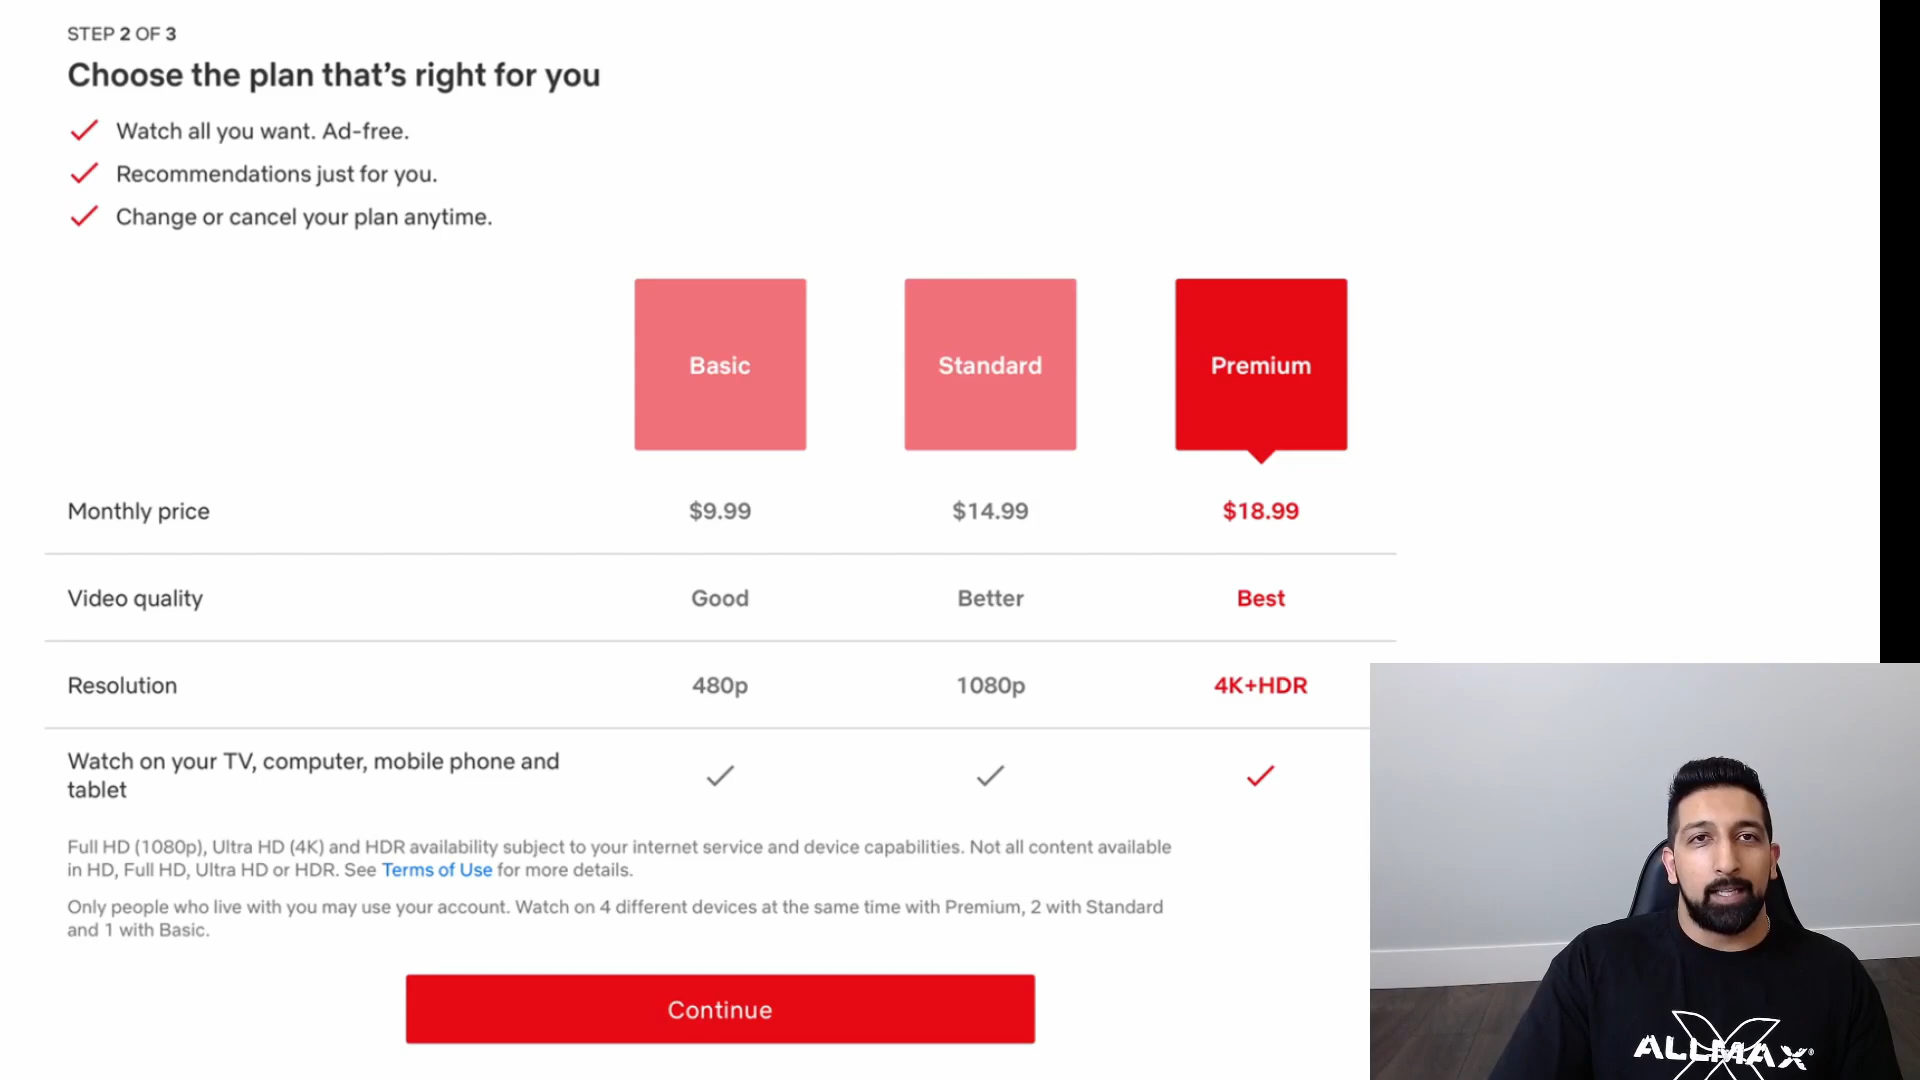 STEP 2 OF 3
Choose the plan that’s right for you
Watch all you want. Ad-free.
Recommendations just for you.
Change or cancel your plan anytime.
Basic Standard Premium
Monthly price $9.99 $14.99 $18.99
Video quality Good Better Best
Resolution 480p 1080p 4K+HDR
Watch on your TV, computer, mobile phone and
tablet
Full HD (1080p), Ultra HD (4K) and HDR availability subject to your internet service and device capabilities. Not all content available
in HD, Full HD, Ultra HD or HDR. See Terms of Use for more details.
Only people who live with you may use your account. Watch on 4 different devices at the same time with Premium, 2 with Standard
and 1 with Basic.
Continue
ALLMAX®